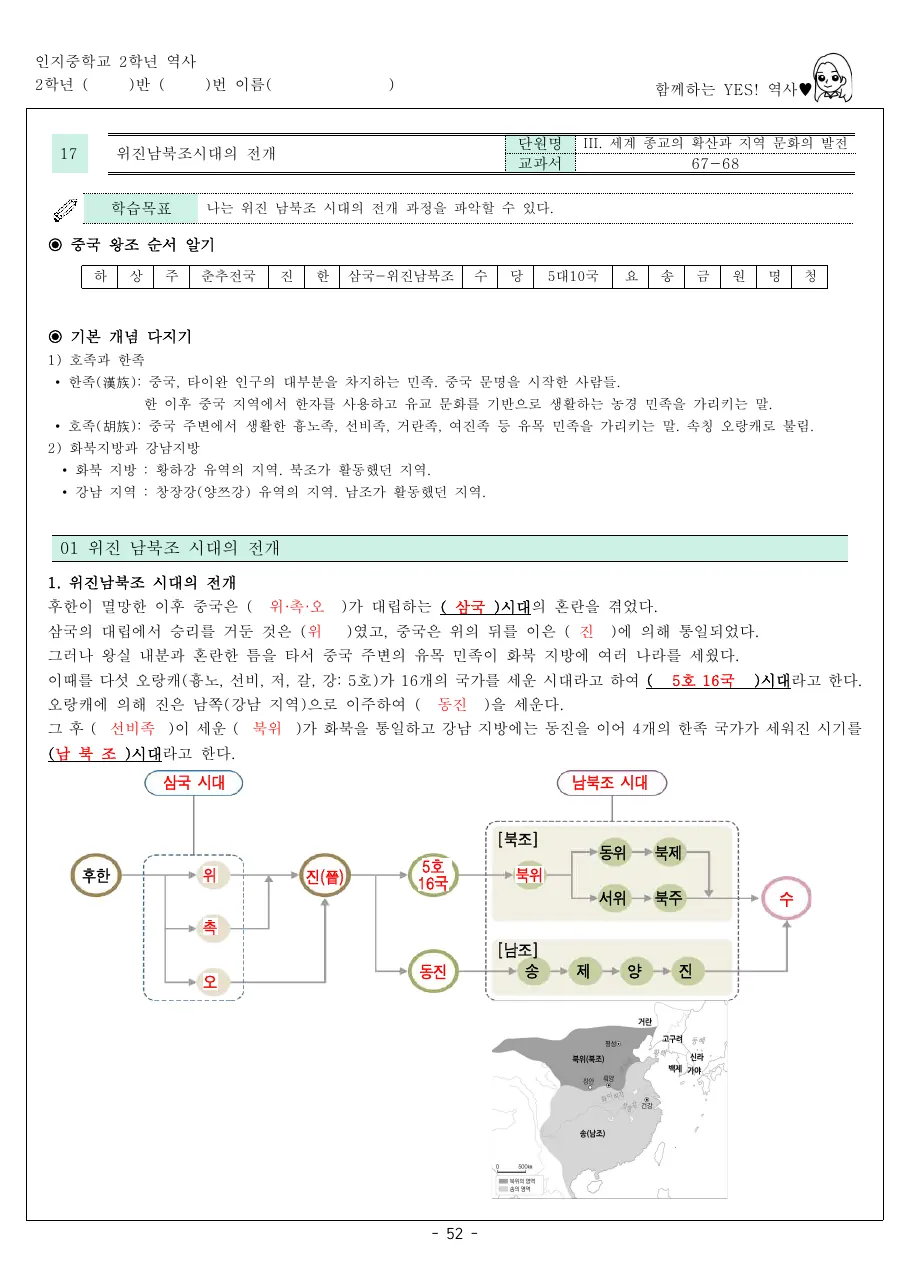 인지중학교 2학년 역사
2학년 (     )반 (     )번 이름(               )
함께하는 YES! 역사♥
17 위진남북조시대의 전개
단원명 III. 세계 종교의 확산과 지역 문화의 발전
교과서 67-68
학습목표 나는 위진 남북조 시대의 전개 과정을 파악할 수 있다.
◉ 중국 왕조 순서 알기
하 상 주 춘추전국 진 한 삼국-위진남북조 수 당 5대10국 요 송 금 원 명 청
◉ 기본 개념 다지기
1) 호족과 한족
• 한족(漢族): 중국, 타이완 인구의 대부분을 차지하는 민족. 중국 문명을 시작한 사람들.
한 이후 중국 지역에서 한자를 사용하고 유교 문화를 기반으로 생활하는 농경 민족을 가리키는 말.
• 호족(胡族): 중국 주변에서 생활한 흉노족, 선비족, 거란족, 여진족 등 유목 민족을 가리키는 말. 속칭 오랑캐로 불림.
2) 화북지방과 강남지방
• 화북 지방 : 황하강 유역의 지역. 북조가 활동했던 지역.
• 강남 지역 : 창장강(양쯔강) 유역의 지역. 남조가 활동했던 지역.
01 위진 남북조 시대의 전개
1. 위진남북조 시대의 전개
후한이 멸망한 이후 중국은 (  위·촉·오  )가 대립하는 ( 삼국 )시대의 혼란을 겪었다.
삼국의 대립에서 승리를 거둔 것은 (위   )였고, 중국은 위의 뒤를 이은 ( 진  )에 의해 통일되었다.
그러나 왕실 내분과 혼란한 틈을 타서 중국 주변의 유목 민족이 화북 지방에 여러 나라를 세웠다.
이때를 다섯 오랑캐(흉노, 선비, 저, 갈, 강: 5호)가 16개의 국가를 세운 시대라고 하여 (   5호 16국   )시대라고 한다.
오랑캐에 의해 진은 남쪽(강남 지역)으로 이주하여 (  동진  )을 세운다.
그 후 (  선비족  )이 세운 (  북위  )가 화북을 통일하고 강남 지방에는 동진을 이어 4개의 한족 국가가 세워진 시기를
(남 북 조 )시대라고 한다.
삼국 시대
남북조 시대
[북조]
동위
북제
후한
위
진(晉)
5호
16국
북위
서위
북주
수
촉
[남조]
오
동진
송
제
양
진
거란
고구려
동해
평성
황해
신라
북위(북조)
백제
가야
장안
뤄양
건강
송(남조)
0 500km
북위의 영역
송의 영역
- 52 -